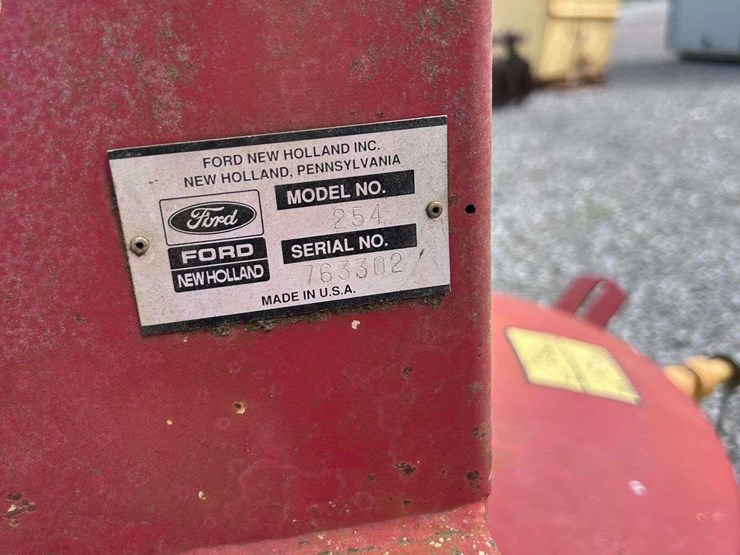 FORD NEW HOLLAND INC.
NEW HOLLAND, PENNSYLVANIA
MODEL NO.
254
Ford
FORD
NEW HOLLAND
SERIAL NO.
763302
MADE IN U.S.A.